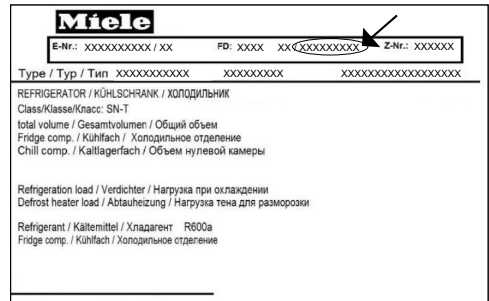 Miele
E-Nr.: XXXXXXXXXX / XX FD: XXXX XX / XXXXXXXXX Z-Nr.: XXXXXX
Type / Typ / Тип XXXXXXXXXXX XXXXXXXXX XXXXXXXXXXXXXXXXXX
REFRIGERATOR / KÜHLSCHRANK / ХОЛОДИЛЬНИК
Class/Klasse/Knacc: SN-T
total volume / Gesamtvolumen / Общий объем
Fridge comp. / Kühlfach / Холодильное отделение
Chill comp. / Kaltlagerfach / Объем нулевой камеры
Refrigeration load / Verdichter / Нагрузка при охлаждении
Defrost heater load / Abtauheizung / Нагрузка тена для разморозки
Refrigerant / Kältemittel / Хладагент R600a
Fridge comp. / Kühlfach / Холодильное отделение